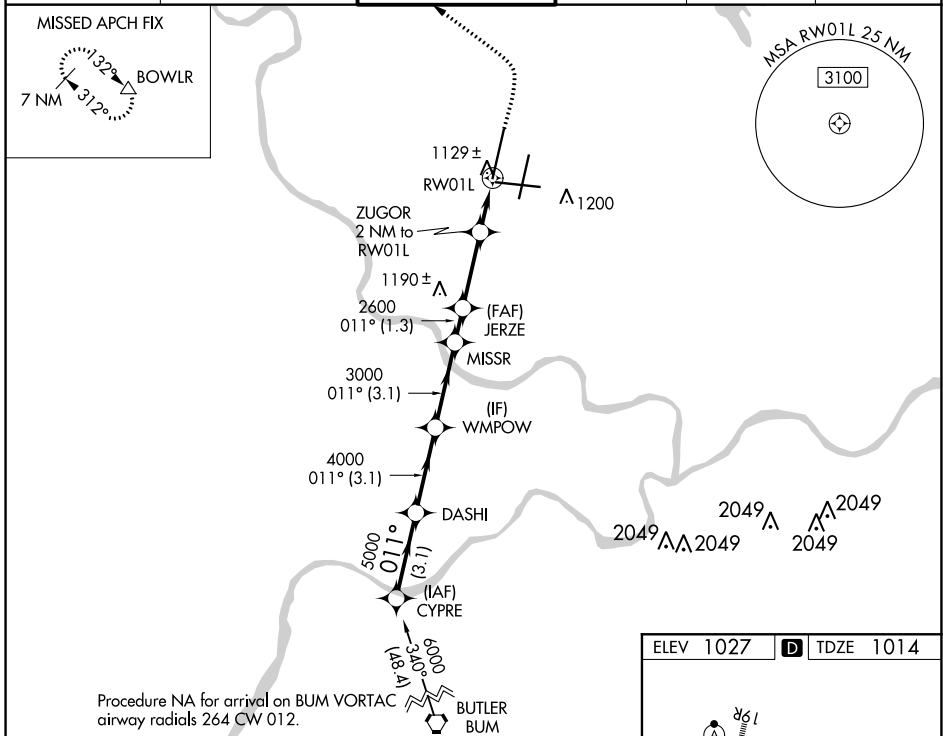 MISSED APCH FIX
132°
BOWLR
7 NM
312°
MSA RW01L 25 NM
3100
1129±
RW01L
1200
ZUGOR
2 NM to
RW01L
1190±
2600
011° (1.3)
(FAF)
JERZE
MISSR
3000
011° (3.1)
(IF)
WMPOW
4000
011° (3.1)
DASHI
2049
2049
2049
2049
2049
5000
011°
(3.1)
(IAF)
CYPRE
6000
340°
(48.4)
Procedure NA for arrival on BUM VORTAC
airway radials 264 CW 012.
BUTLER
BUM
ELEV 1027 D TDZE 1014
19R
A